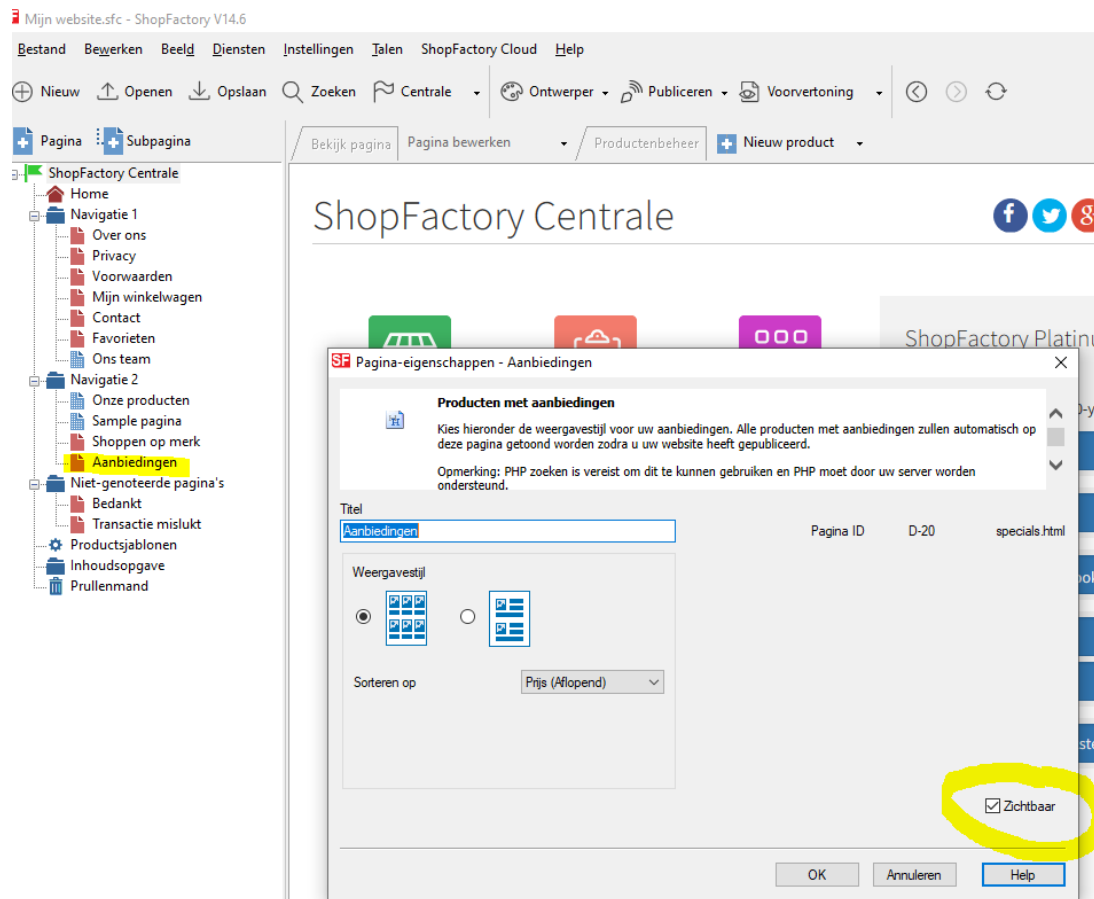 Mijn website.sfc - ShopFactory V14.6
Bestand Bewerken Beeld Diensten Instellingen Talen ShopFactory Cloud Help
Nieuw Openen Opslaan Zoeken Centrale Ontwerper Publiceren Voorvertoning
Pagina Subpagina Bekijk pagina Pagina bewerken Productenbeheer Nieuw product
ShopFactory Centrale
Home
Navigatie 1
Over ons
Privacy
Voorwaarden
Mijn winkelwagen
Contact
Favorieten
Ons team
Navigatie 2
Onze producten
Sample pagina
Shoppen op merk
Aanbiedingen
Niet-genoteerde pagina's
Bedankt
Transactie mislukt
Productsjablonen
Inhoudsopgave
Prullenmand
ShopFactory Centrale
ShopFactory Platinu
SF Pagina-eigenschappen - Aanbiedingen
Producten met aanbiedingen
Kies hieronder de weergavestijl voor uw aanbiedingen. Alle producten met aanbiedingen zullen automatisch op
deze pagina getoond worden zodra u uw website heeft gepubliceerd.
Opmerking: PHP zoeken is vereist om dit te kunnen gebruiken en PHP moet door uw server worden
ondersteund.
Titel
Aanbiedingen Pagina ID D-20 specials.html
Weergavestijl
Sorteren op Prijs (Aflopend)
Zichtbaar
OK Annuleren Help